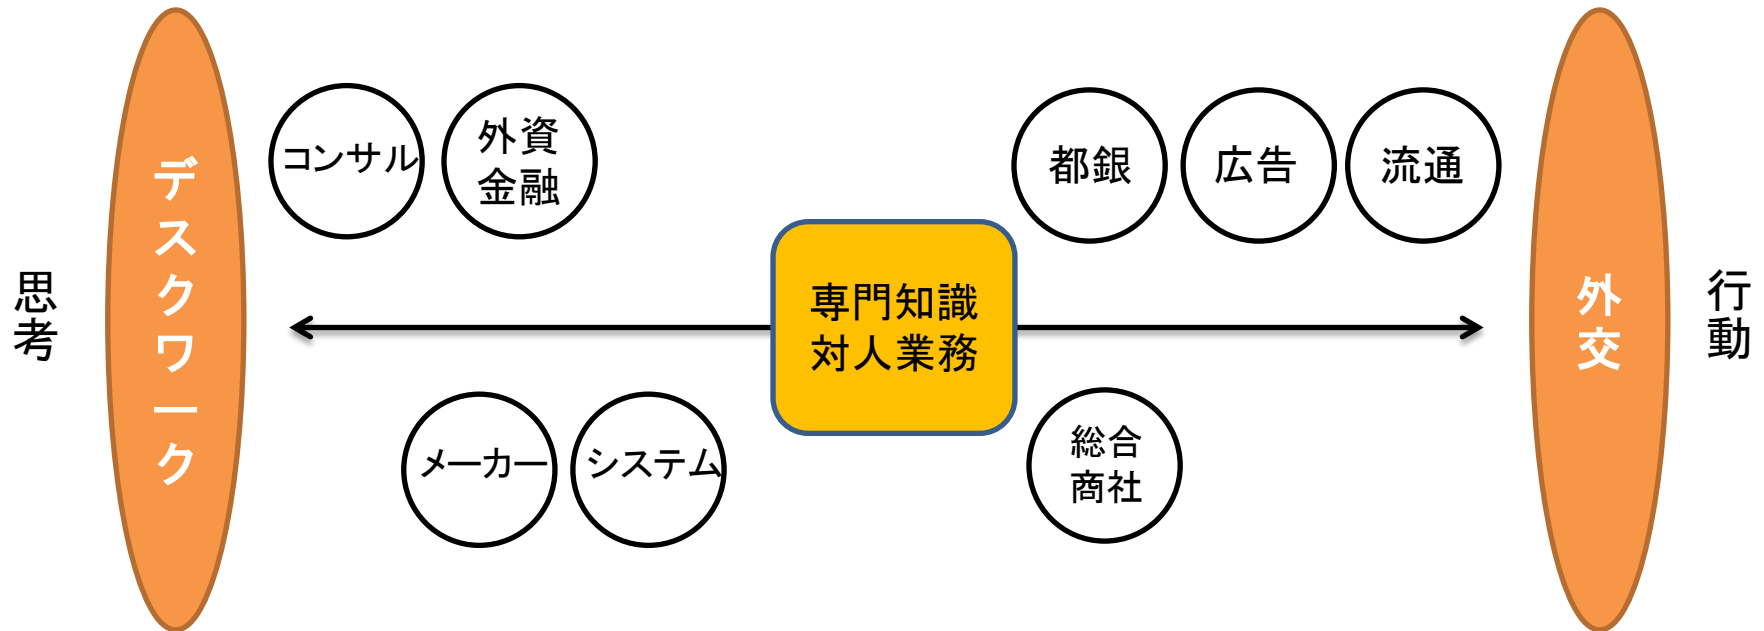 思考
デスクワーク
コンサル
外資
金融
メーカー
システム
専門知識
対人業務
都銀
広告
流通
総合
商社
外交
行動